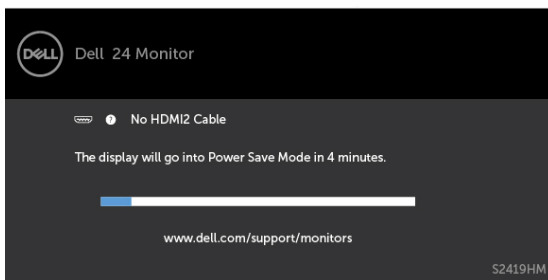 DELL
Dell 24 Monitor
? No HDMI2 Cable
The display will go into Power Save Mode in 4 minutes.
www.dell.com/support/monitors
S2419HM